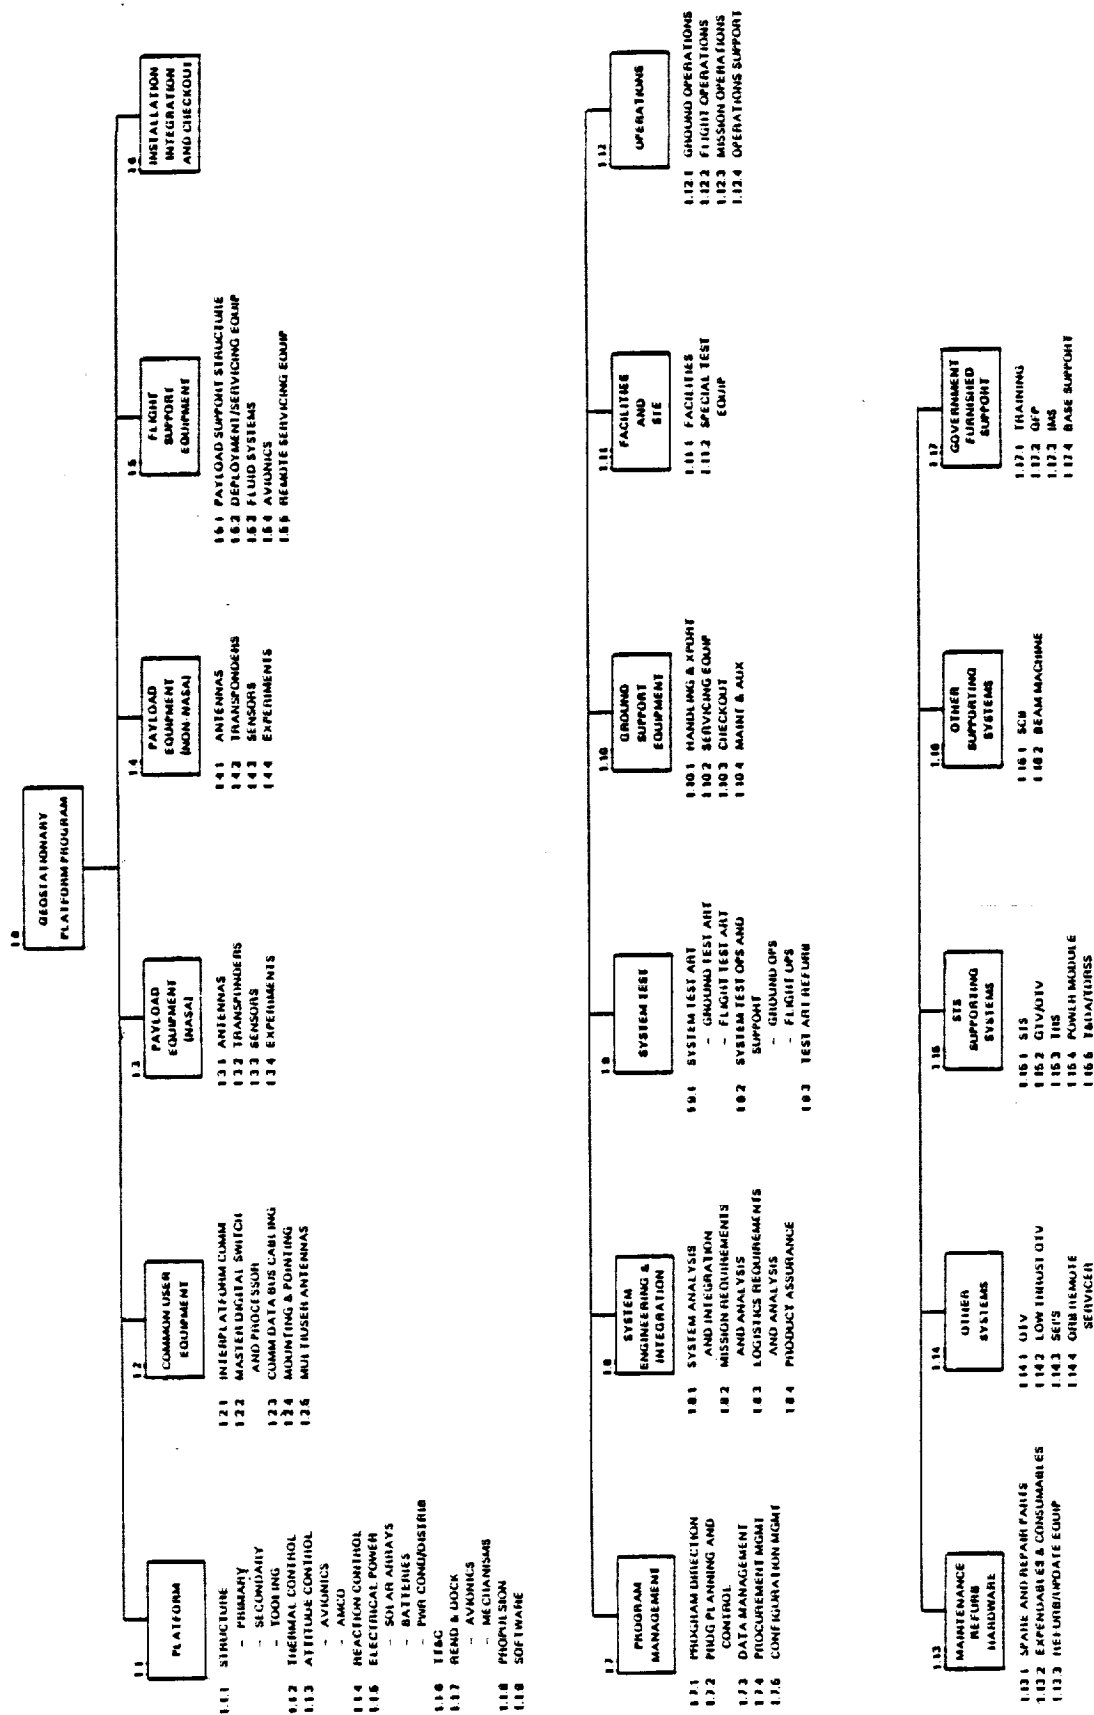 1.0
GEOSTATIONARY
PLATFORM PROGRAM
1.1
PLATFORM
1.1.1 STRUCTURE
– PRIMARY
– SECONDARY
– TOOLING
1.1.2 THERMAL CONTROL
1.1.3 ATTITUDE CONTROL
– AVIONICS
– AMCD
1.1.4 REACTION CONTROL
1.1.5 ELECTRICAL POWER
– SOLAR ARRAYS
– BATTERIES
– PWR COND/DISTRIB
1.1.6 TT&C
1.1.7 REND & DOCK
– AVIONICS
– MECHANISMS
1.1.8 PROPULSION
1.1.9 SOFTWARE
1.2
COMMON USER
EQUIPMENT
1.2.1 INTERPLATFORM COMM
1.2.2 MASTER DIGITAL SWITCH
AND PROCESSOR
1.2.3 COMM DATA BUS CABLING
1.2.4 MOUNTING & POINTING
1.2.5 MULTIUSER ANTENNAS
1.3
PAYLOAD
EQUIPMENT
(NASA)
1.3.1 ANTENNAS
1.3.2 TRANSPONDERS
1.3.3 SENSORS
1.3.4 EXPERIMENTS
1.4
PAYLOAD
EQUIPMENT
(NON-NASA)
1.4.1 ANTENNAS
1.4.2 TRANSPONDERS
1.4.3 SENSORS
1.4.4 EXPERIMENTS
1.5
FLIGHT
SUPPORT
EQUIPMENT
1.5.1 PAYLOAD SUPPORT STRUCTURE
1.5.2 DEPLOYMENT/SERVICING EQUIP
1.5.3 FLUID SYSTEMS
1.5.4 AVIONICS
1.5.5 REMOTE SERVICING EQUIP
1.6
INSTALLATION
INTEGRATION
AND CHECKOUT
1.7
PROGRAM
MANAGEMENT
1.7.1 PROGRAM DIRECTION
1.7.2 PROG PLANNING AND
CONTROL
1.7.3 DATA MANAGEMENT
1.7.4 PROCUREMENT MGMT
1.7.5 CONFIGURATION MGMT
1.8
SYSTEM
ENGINEERING &
INTEGRATION
1.8.1 SYSTEM ANALYSIS
AND INTEGRATION
1.8.2 MISSION REQUIREMENTS
AND ANALYSIS
1.8.3 LOGISTICS REQUIREMENTS
AND ANALYSIS
1.8.4 PRODUCT ASSURANCE
1.9
SYSTEM TEST
1.9.1 SYSTEM TEST ART
– GROUND TEST ART
– FLIGHT TEST ART
1.9.2 SYSTEM TEST OPS AND
SUPPORT
– GROUND OPS
– FLIGHT OPS
1.9.3 TEST ART REFURB
1.10
GROUND
SUPPORT
EQUIPMENT
1.10.1 HANDLING & XPORT
1.10.2 SERVICING EQUIP
1.10.3 CHECKOUT
1.10.4 MAINT & AUX
1.11
FACILITIES
AND
STE
1.11.1 FACILITIES
1.11.2 SPECIAL TEST
EQUIP
1.12
OPERATIONS
1.12.1 GROUND OPERATIONS
1.12.2 FLIGHT OPERATIONS
1.12.3 MISSION OPERATIONS
1.12.4 OPERATIONS SUPPORT
1.13
MAINTENANCE
REFURB
HARDWARE
1.13.1 SPARE AND REPAIR PARTS
1.13.2 EXPENDABLES & CONSUMABLES
1.13.3 REFURB/UPDATE EQUIP
1.14
OTHER
SYSTEMS
1.14.1 OTV
1.14.2 LOW THRUST OTV
1.14.3 SEPS
1.14.4 ORB REMOTE
SERVICER
1.15
STS
SUPPORTING
SYSTEMS
1.15.1 STS
1.15.2 OTV/OTV
1.15.3 TRS
1.15.4 POWER MODULE
1.15.5 T&DA/TDRSS
1.16
OTHER
SUPPORTING
SYSTEMS
1.16.1 SCB
1.16.2 BEAM MACHINE
1.17
GOVERNMENT
FURNISHED
SUPPORT
1.17.1 TRAINING
1.17.2 GFP
1.17.3 IMS
1.17.4 BASE SUPPORT